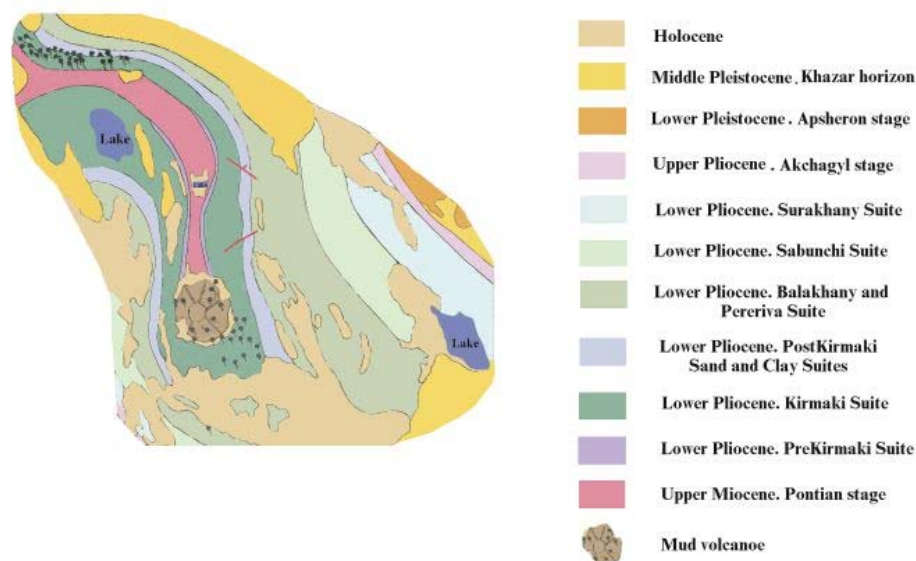 Lake
Lake
Holocene
Middle Pleistocene . Khazar horizon
Lower Pleistocene . Apsheron stage
Upper Pliocene . Akchagyl stage
Lower Pliocene. Surakhany Suite
Lower Pliocene. Sabunchi Suite
Lower Pliocene. Balakhany and
Pereriva Suite
Lower Pliocene. PostKirmaki
Sand and Clay Suites
Lower Pliocene. Kirmaki Suite
Lower Pliocene. PreKirmaki Suite
Upper Miocene. Pontian stage
Mud volcanoe